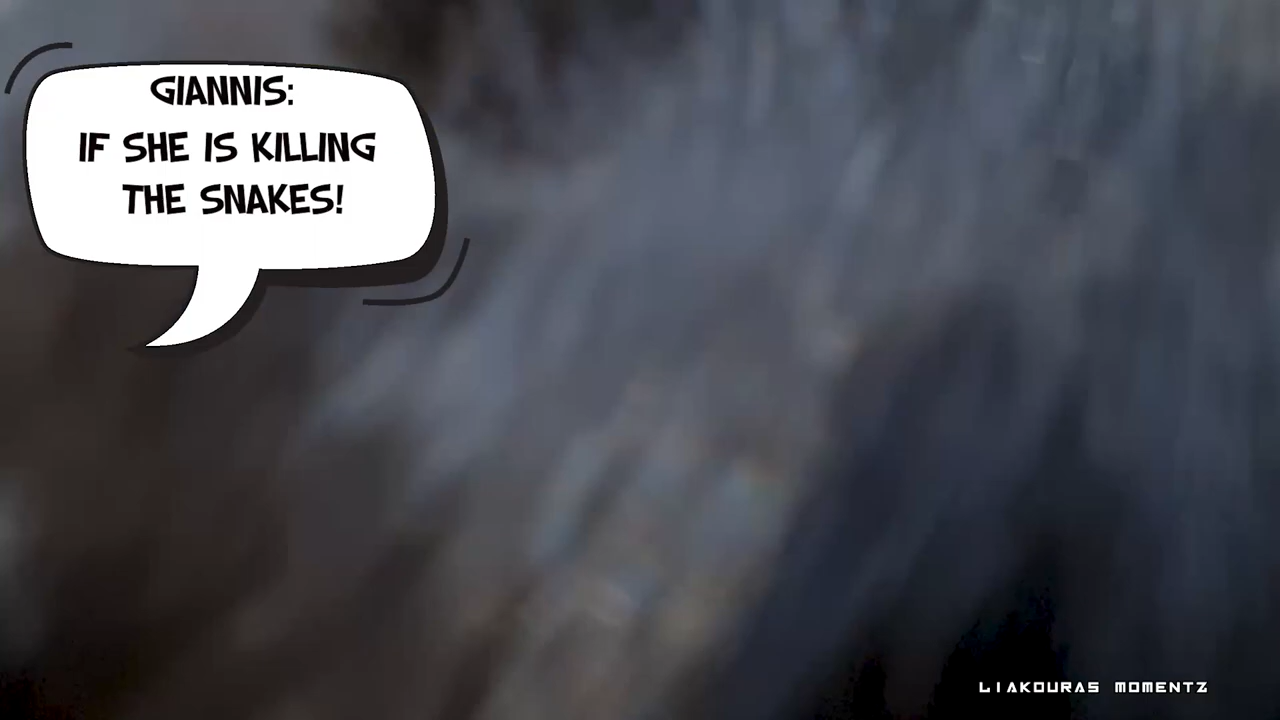 GIANNIS:
IF SHE IS KILLING
THE SNAKES!
LIAKOURAS MOMENTZ